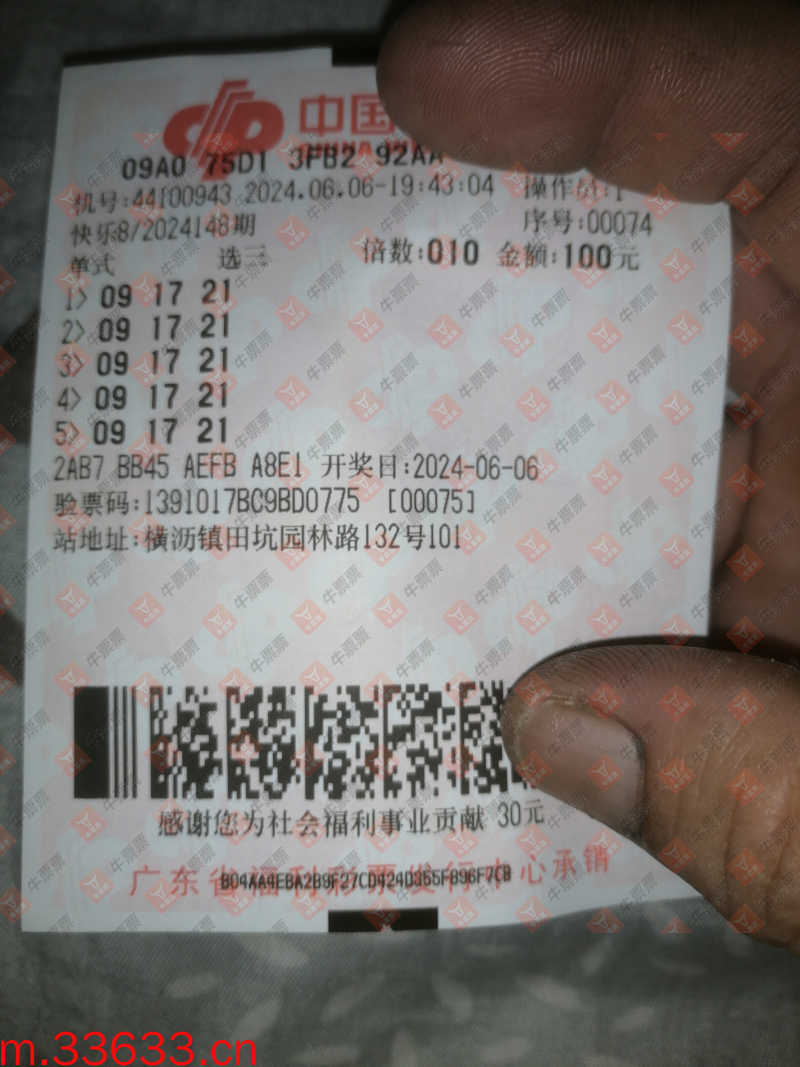 中国
09A0 75D1 3FB2 92AA
机号:44100943 2024.06.06-19:43:04 操作员:1
快乐8/2024148期 序号:00074
单式 选三 倍数:010 金额:100元
1> 09 17 21
2> 09 17 21
3> 09 17 21
4> 09 17 21
5> 09 17 21
2AB7 BB45 AEFB A8E1 开奖日:2024-06-06
验票码:1391017BC9BD0775 [00075]
站地址:横沥镇田坑园林路132号101
感谢您为社会福利事业贡献 30元
广东省福利彩票发行中心承销
牛票票
m.33633.cn